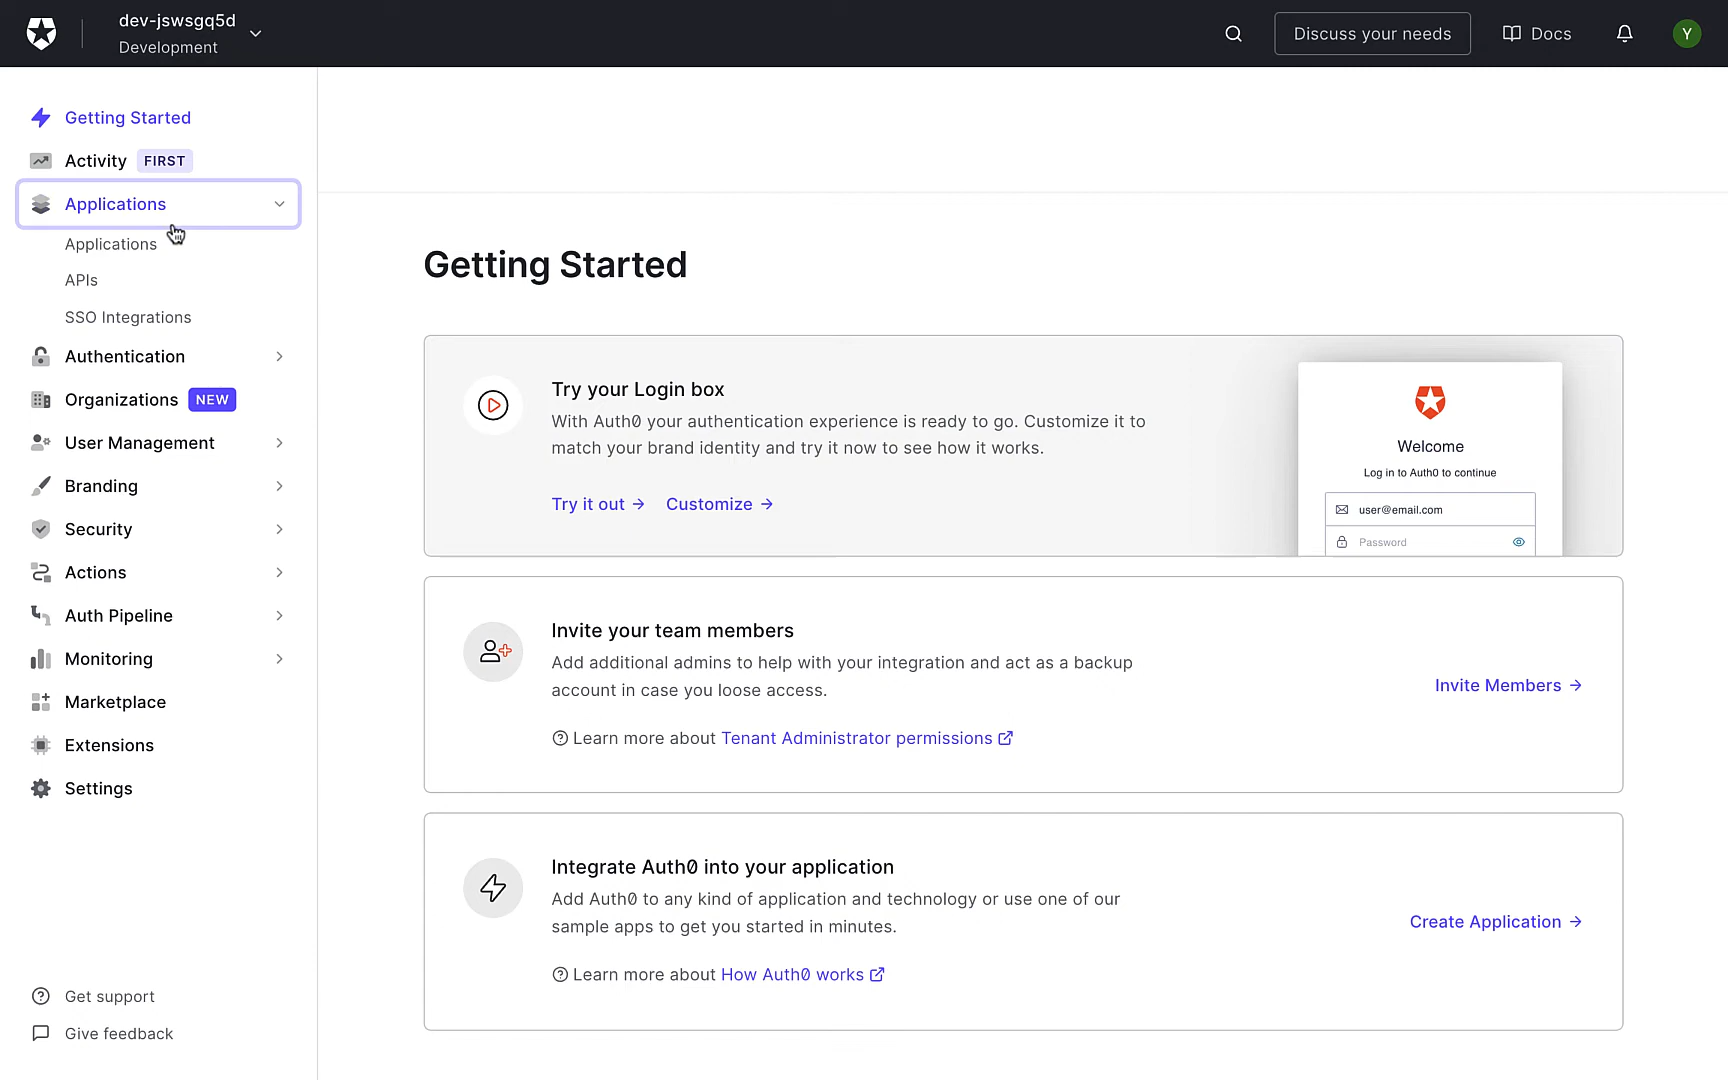 dev-jswsgq5d
Development
Discuss your needs
Docs
Y
Getting Started
Activity FIRST
Applications
Applications
APIs
SSO Integrations
Authentication
Organizations NEW
User Management
Branding
Security
Actions
Auth Pipeline
Monitoring
Marketplace
Extensions
Settings
Get support
Give feedback
Getting Started
Try your Login box
With Auth0 your authentication experience is ready to go. Customize it to
match your brand identity and try it now to see how it works.
Try it out → Customize →
Welcome
Log in to Auth0 to continue
user@email.com
Password
Invite your team members
Add additional admins to help with your integration and act as a backup
account in case you loose access.
Invite Members →
Learn more about Tenant Administrator permissions
Integrate Auth0 into your application
Add Auth0 to any kind of application and technology or use one of our
sample apps to get you started in minutes.
Create Application →
Learn more about How Auth0 works